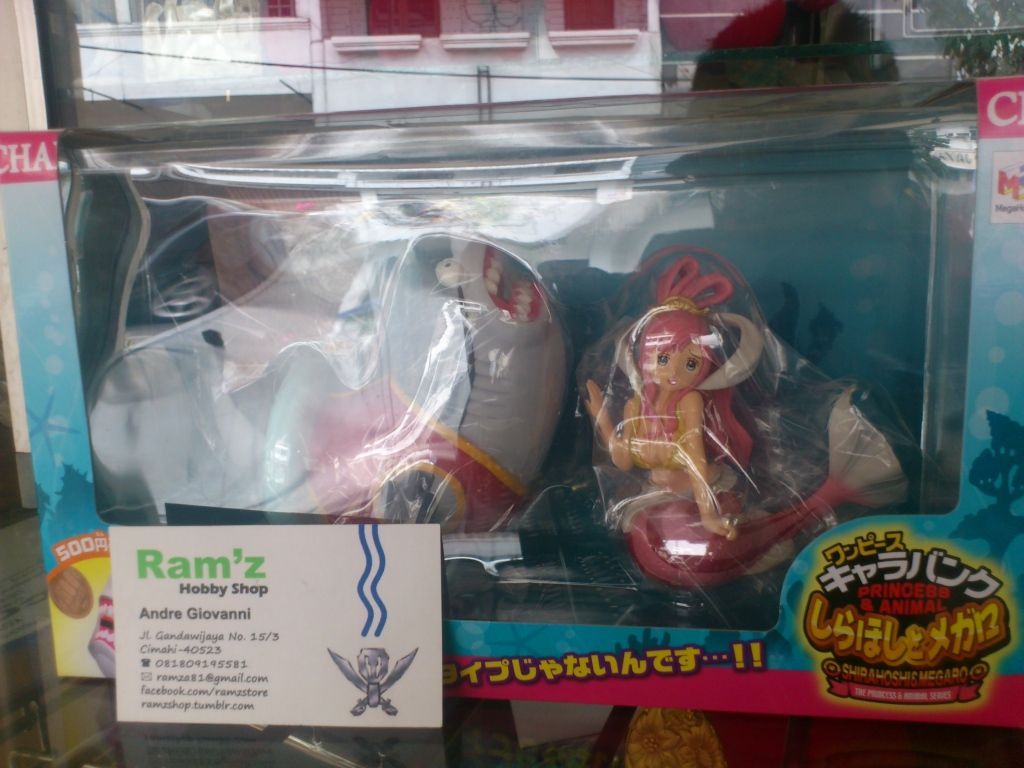 CHA
C
MegaHo
500円
Ram'z
Hobby Shop
Andre Giovanni
Jl. Gandawijaya No. 15/3
Cimahi-40523
☎ 081809195581
✉ ramza81@gmail.com
facebook.com/ramzstore
ramzshop.tumblr.com
タイプじゃないんです…!!
ワンピース
キャラバンク
PRINCESS
& ANIMAL
しらほしとメガロ
SHIRAHOSHI & MEGARO
THE PRINCESS & ANIMAL SERIES